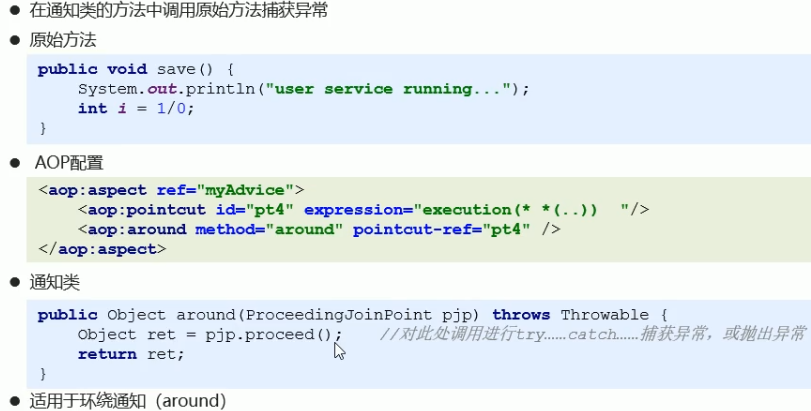 ● 在通知类的方法中调用原始方法捕获异常
● 原始方法
public void save() {
    System.out.println("user service running...");
    int i = 1/0;
}
● AOP配置
<aop:aspect ref="myAdvice">
    <aop:pointcut id="pt4" expression="execution(* *(..))  "/>
    <aop:around method="around" pointcut-ref="pt4" />
</aop:aspect>
● 通知类
public Object around(ProceedingJoinPoint pjp) throws Throwable {
    Object ret = pjp.proceed();    //对此处调用进行try……catch……捕获异常，或抛出异常
    return ret;
}
● 适用于环绕通知（around）